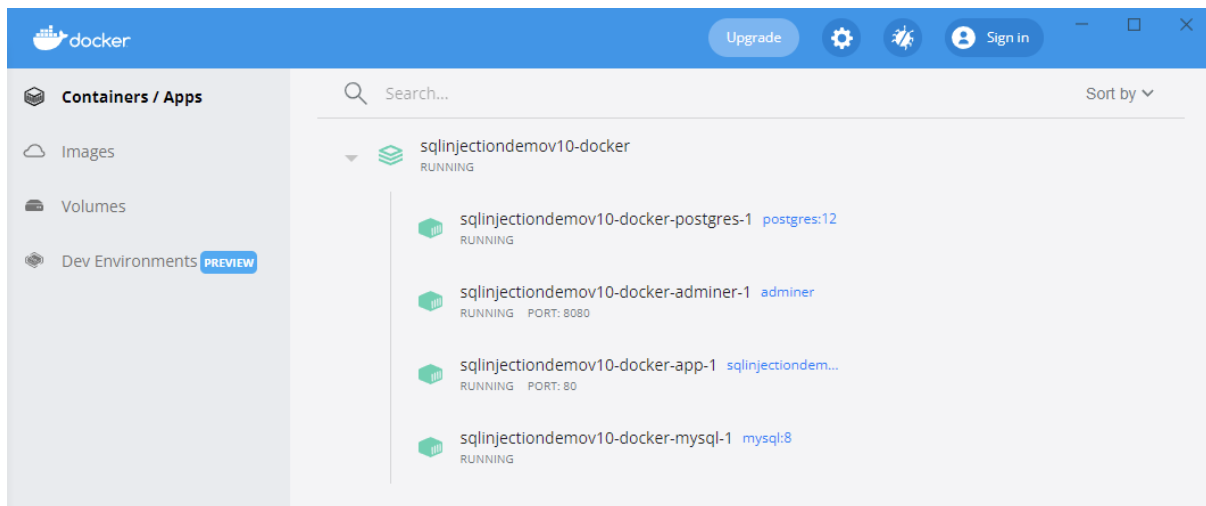 docker
Upgrade
Sign in
Containers / Apps
Images
Volumes
Dev Environments PREVIEW
Search...
Sort by
sqlinjectiondemov10-docker
RUNNING
sqlinjectiondemov10-docker-postgres-1 postgres:12
RUNNING
sqlinjectiondemov10-docker-adminer-1 adminer
RUNNING PORT: 8080
sqlinjectiondemov10-docker-app-1 sqlinjectiondem...
RUNNING PORT: 80
sqlinjectiondemov10-docker-mysql-1 mysql:8
RUNNING